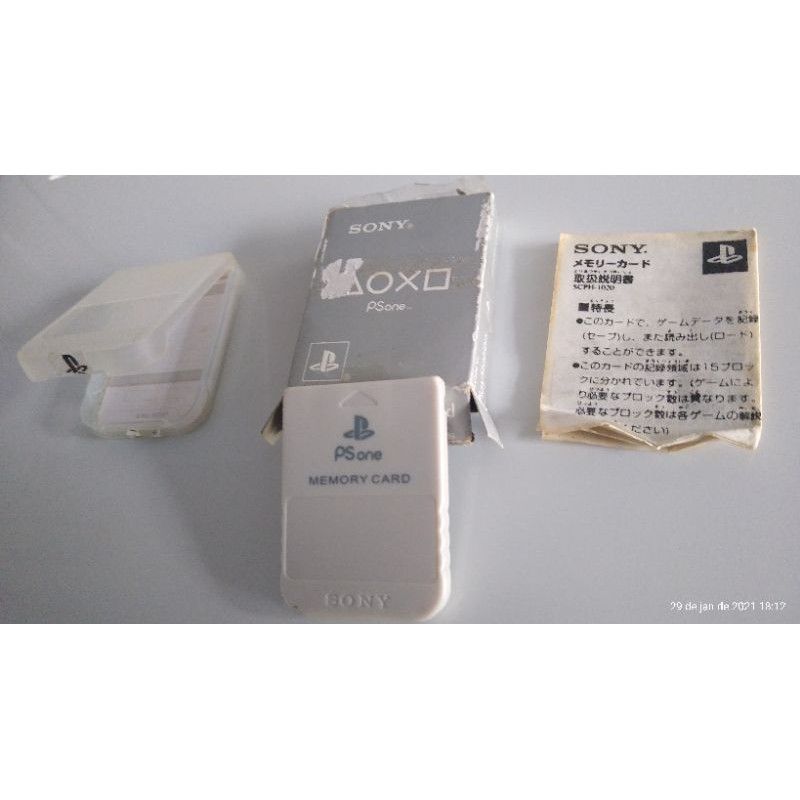 SONY®
△○×□
PS one™
PS one
MEMORY CARD
SONY
SONY.
メモリーカード
取扱説明書
SCPH-1020
■特長
●このカードで、ゲームデータを記録
(セーブ)し、また読み出し(ロード)
することができます。
●このカードの記録領域は15ブロッ
クに分かれています。(ゲームによ
り必要なブロック数は異なります。
必要なブロック数は各ゲームの解説
ください)
29 de jan de 2021 18:12